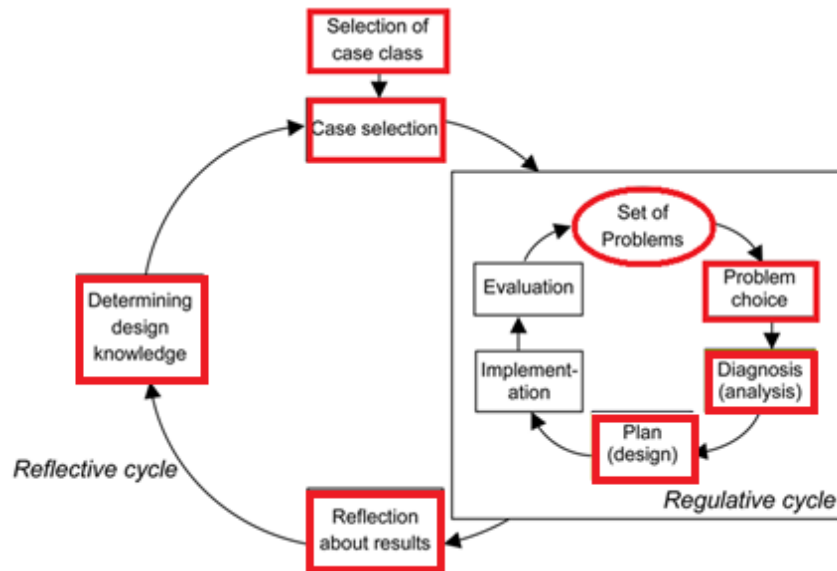 Selection of
case class
Case selection
Set of
Problems
Problem
choice
Diagnosis
(analysis)
Plan
(design)
Implement-
ation
Evaluation
Regulative cycle
Reflection
about results
Reflective cycle
Determining
design
knowledge